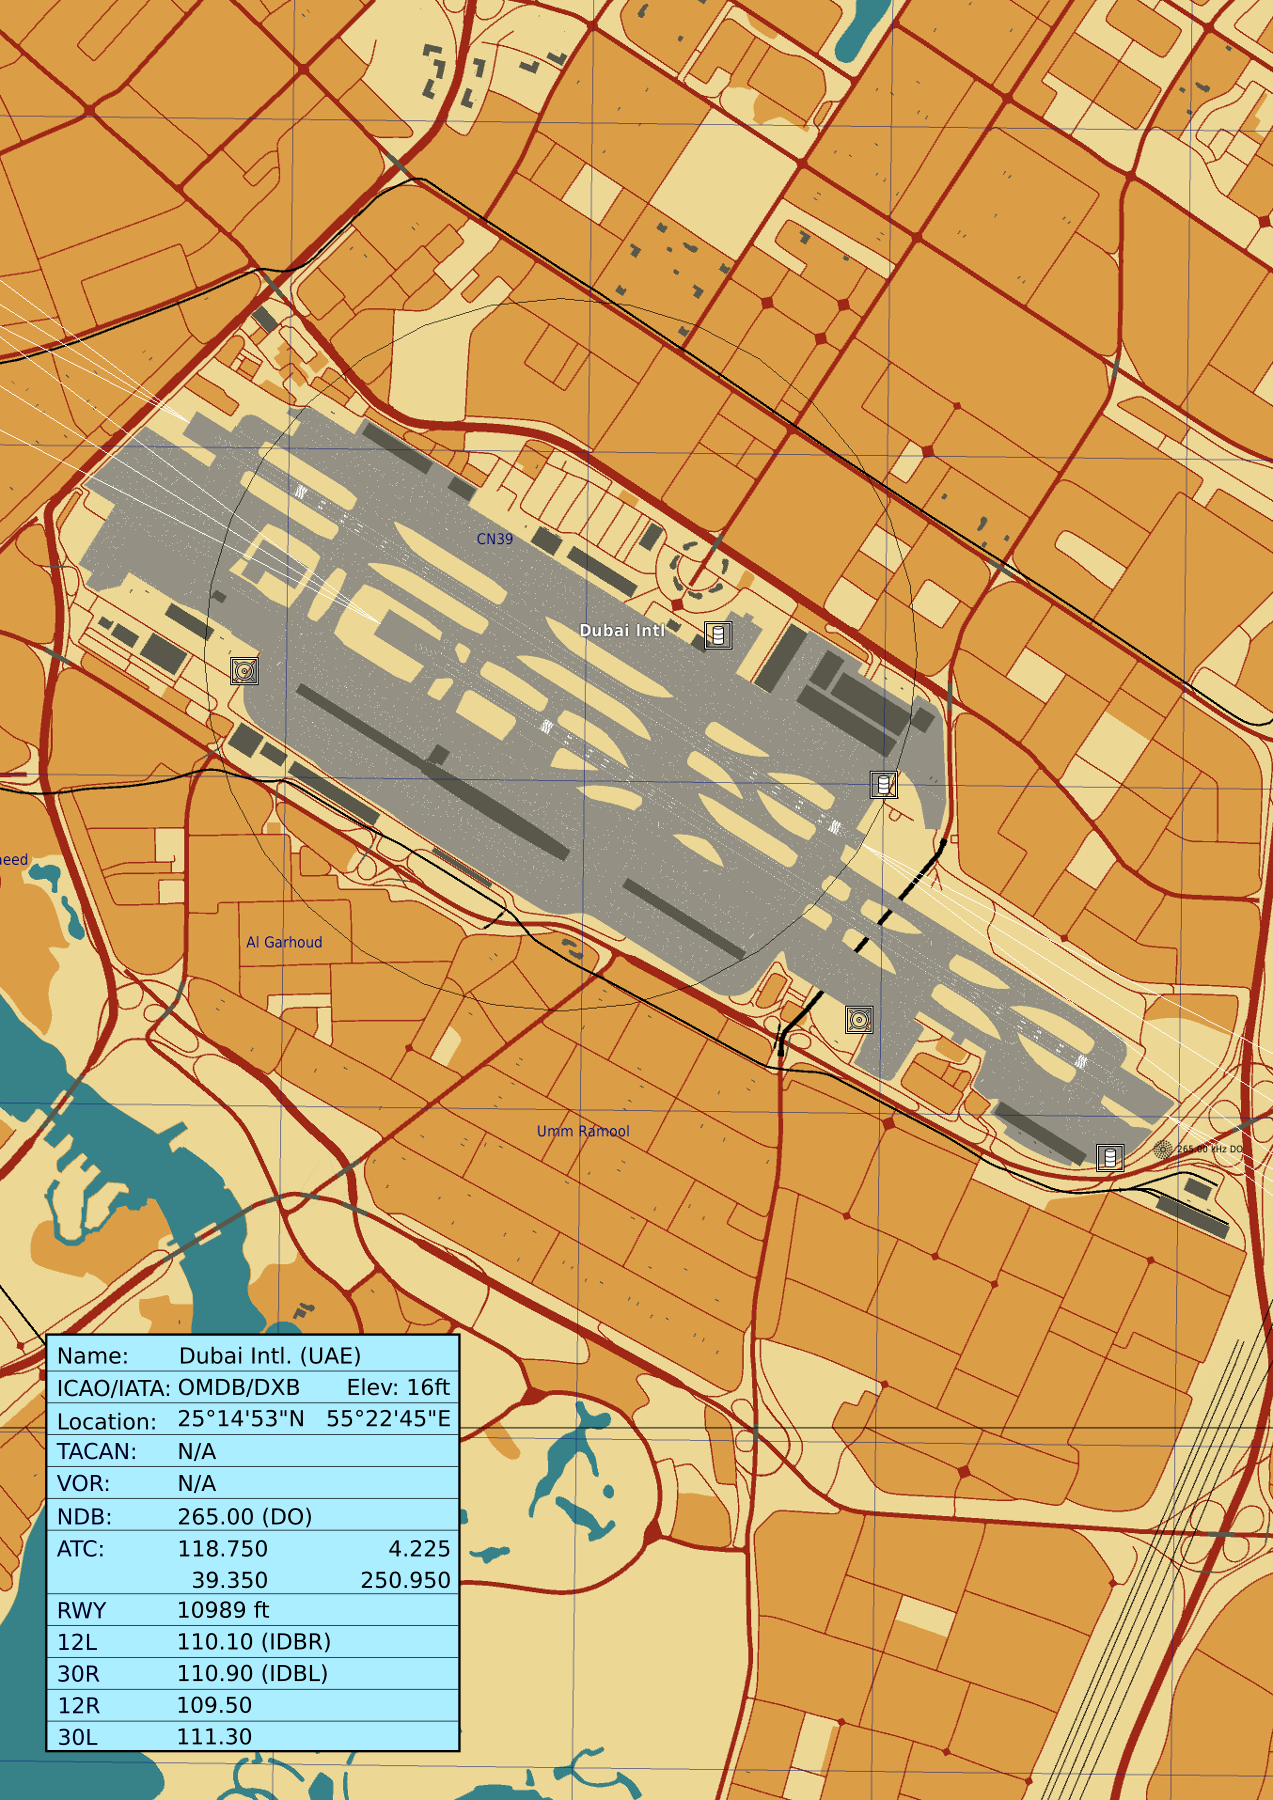 CN39
Dubai Intl
eed
Al Garhoud
Umm Ramool
265.00 kHz DO
Name: Dubai Intl. (UAE)
ICAO/IATA: OMDB/DXB Elev: 16ft
Location: 25°14'53"N 55°22'45"E
TACAN: N/A
VOR: N/A
NDB: 265.00 (DO)
ATC: 118.750 4.225
39.350 250.950
RWY 10989 ft
12L 110.10 (IDBR)
30R 110.90 (IDBL)
12R 109.50
30L 111.30